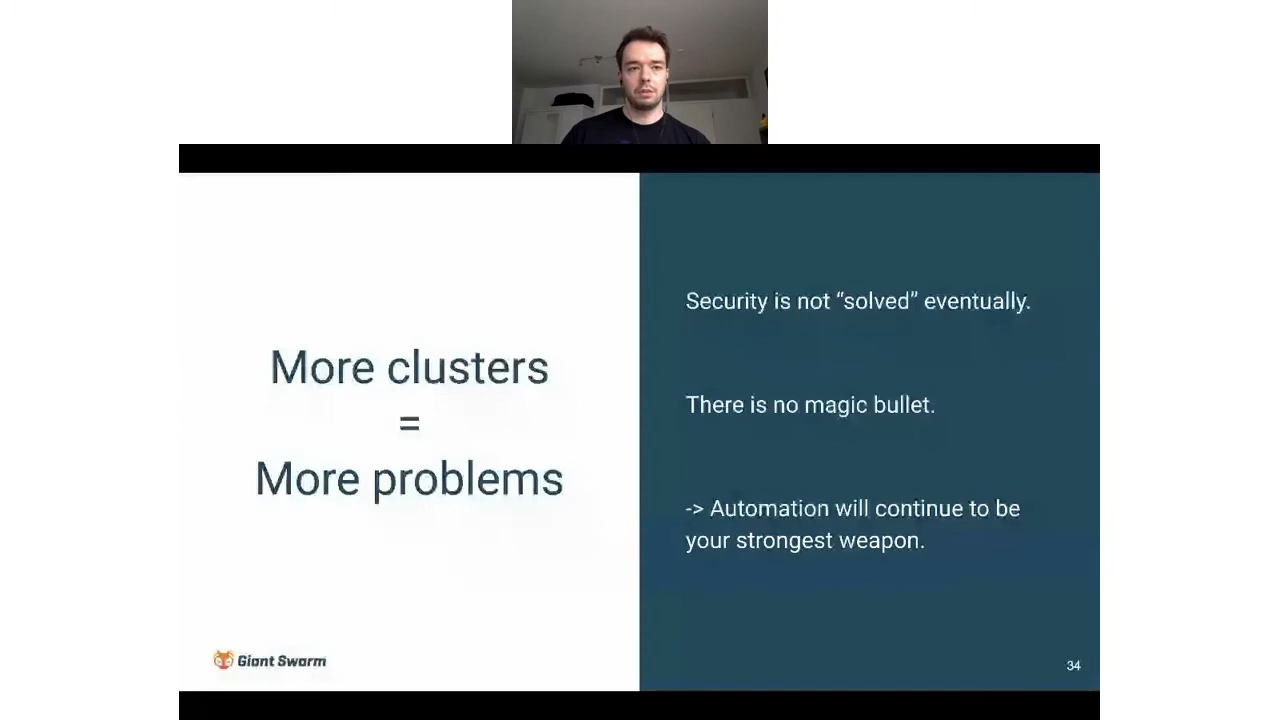 More clusters
=
More problems
Security is not “solved” eventually.
There is no magic bullet.
-> Automation will continue to be
your strongest weapon.
Giant Swarm
34